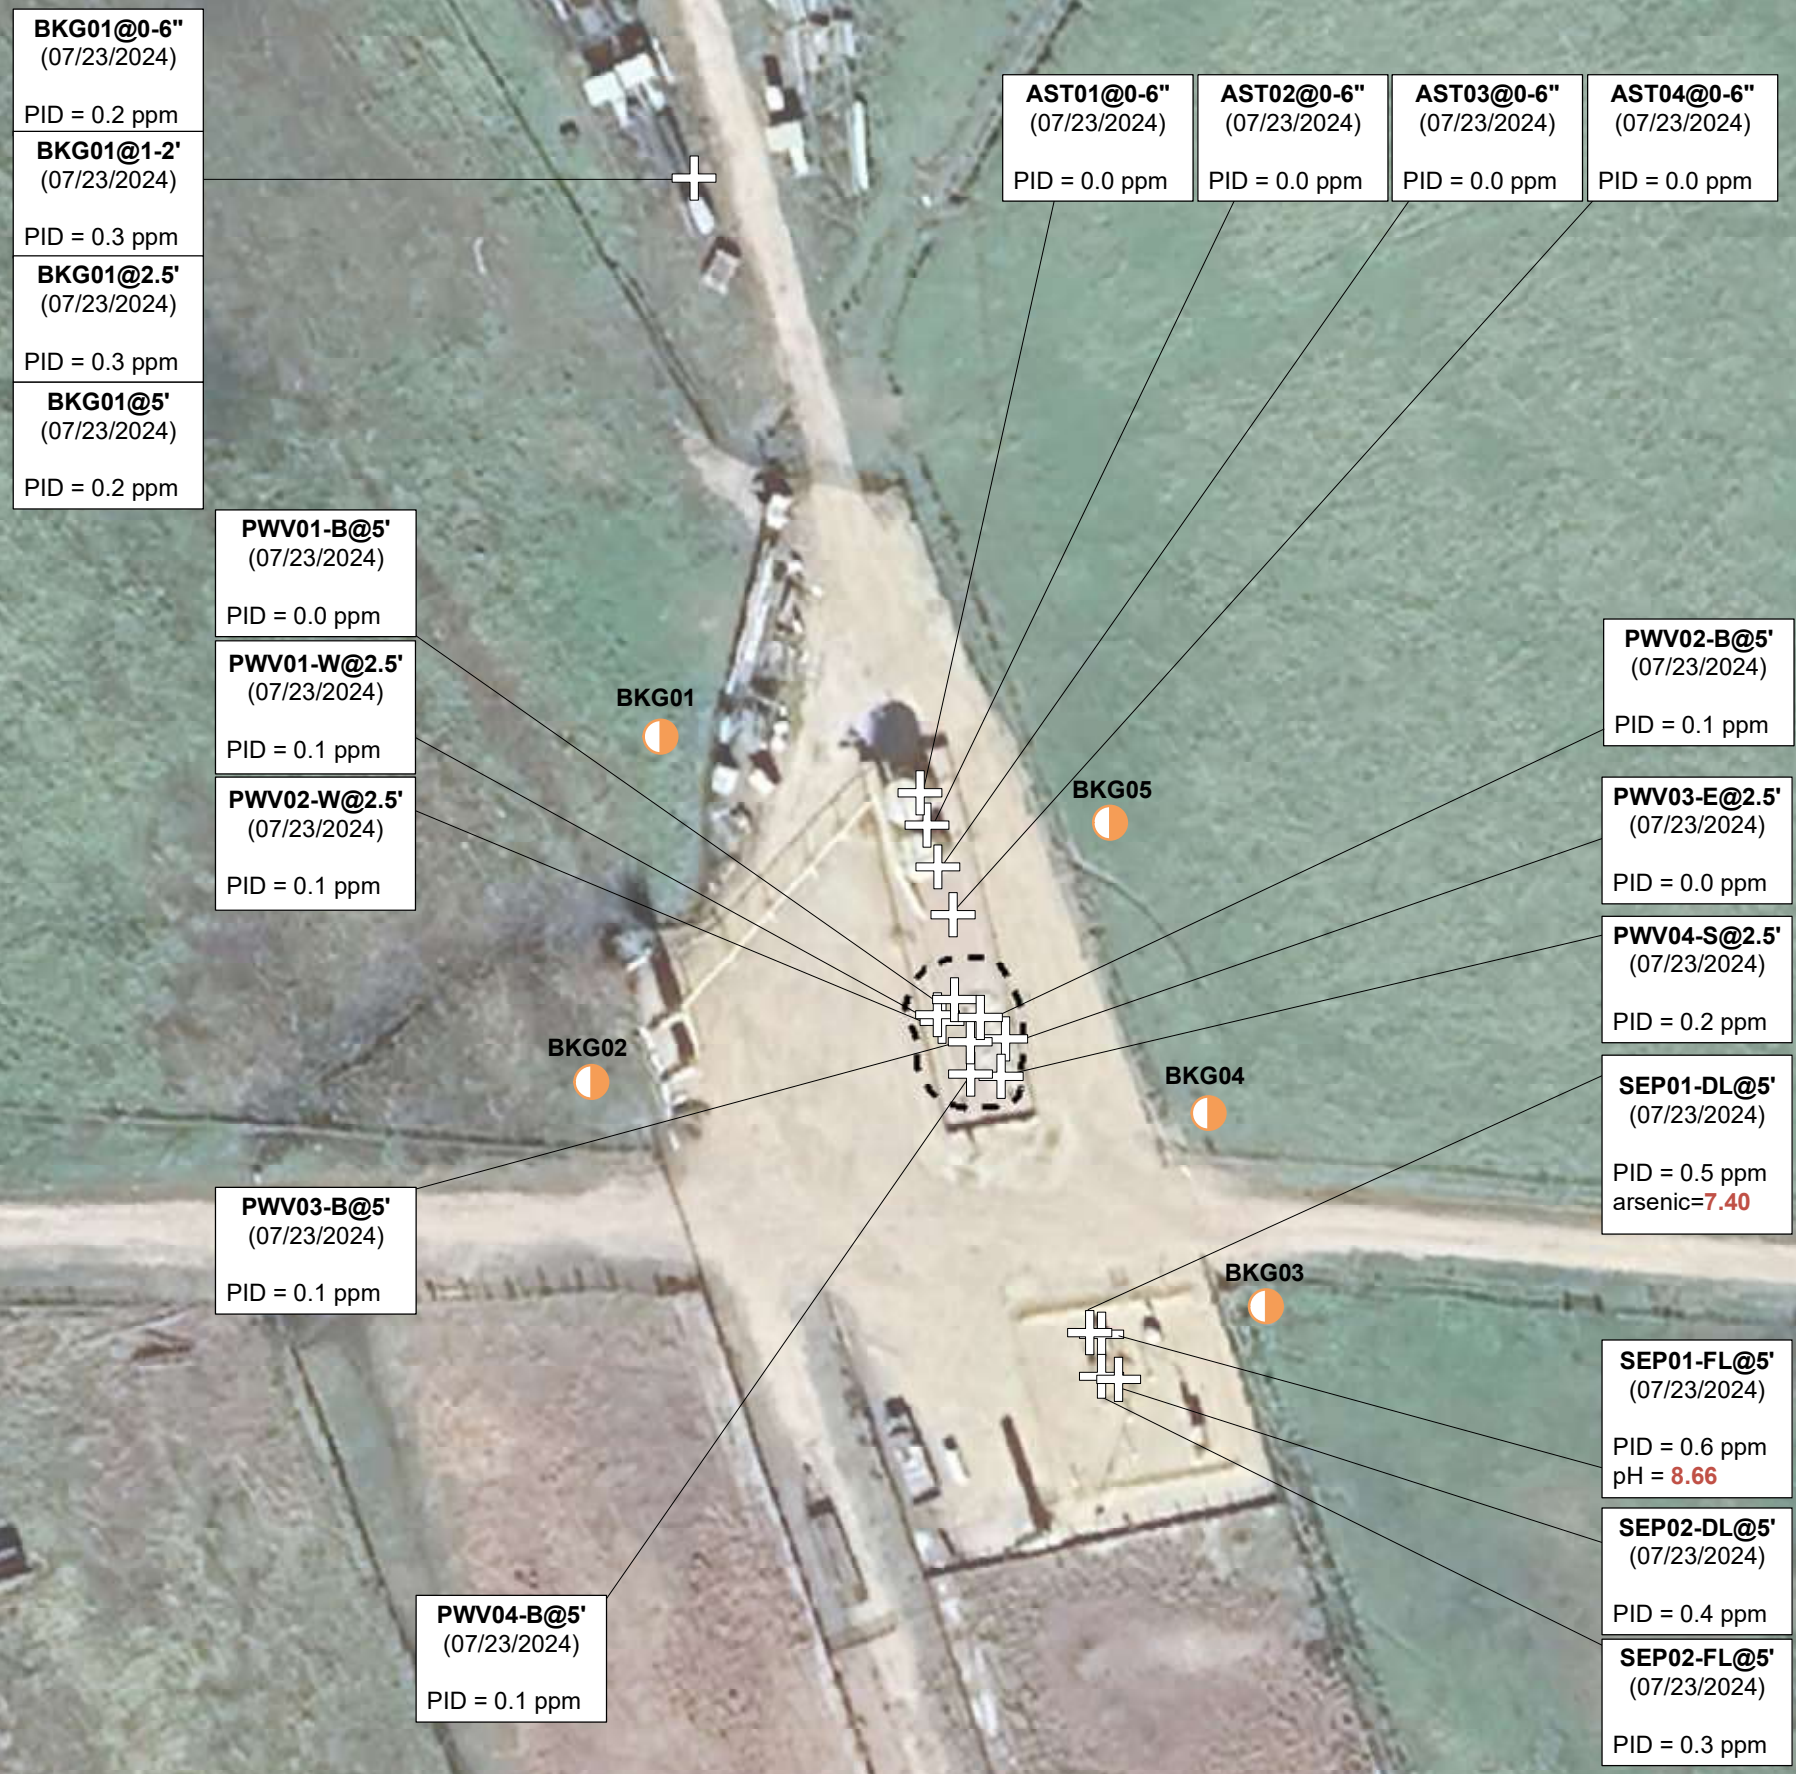 BKG01@0-6"
(07/23/2024)
PID = 0.2 ppm
BKG01@1-2'
(07/23/2024)
PID = 0.3 ppm
BKG01@2.5'
(07/23/2024)
PID = 0.3 ppm
BKG01@5'
(07/23/2024)
PID = 0.2 ppm
AST01@0-6"
(07/23/2024)
PID = 0.0 ppm
AST02@0-6"
(07/23/2024)
PID = 0.0 ppm
AST03@0-6"
(07/23/2024)
PID = 0.0 ppm
AST04@0-6"
(07/23/2024)
PID = 0.0 ppm
PWV01-B@5'
(07/23/2024)
PID = 0.0 ppm
PWV01-W@2.5'
(07/23/2024)
PID = 0.1 ppm
PWV02-W@2.5'
(07/23/2024)
PID = 0.1 ppm
BKG01
BKG05
BKG02
BKG04
BKG03
PWV02-B@5'
(07/23/2024)
PID = 0.1 ppm
PWV03-E@2.5'
(07/23/2024)
PID = 0.0 ppm
PWV04-S@2.5'
(07/23/2024)
PID = 0.2 ppm
SEP01-DL@5'
(07/23/2024)
PID = 0.5 ppm
arsenic=7.40
PWV03-B@5'
(07/23/2024)
PID = 0.1 ppm
SEP01-FL@5'
(07/23/2024)
PID = 0.6 ppm
pH = 8.66
SEP02-DL@5'
(07/23/2024)
PID = 0.4 ppm
SEP02-FL@5'
(07/23/2024)
PID = 0.3 ppm
PWV04-B@5'
(07/23/2024)
PID = 0.1 ppm